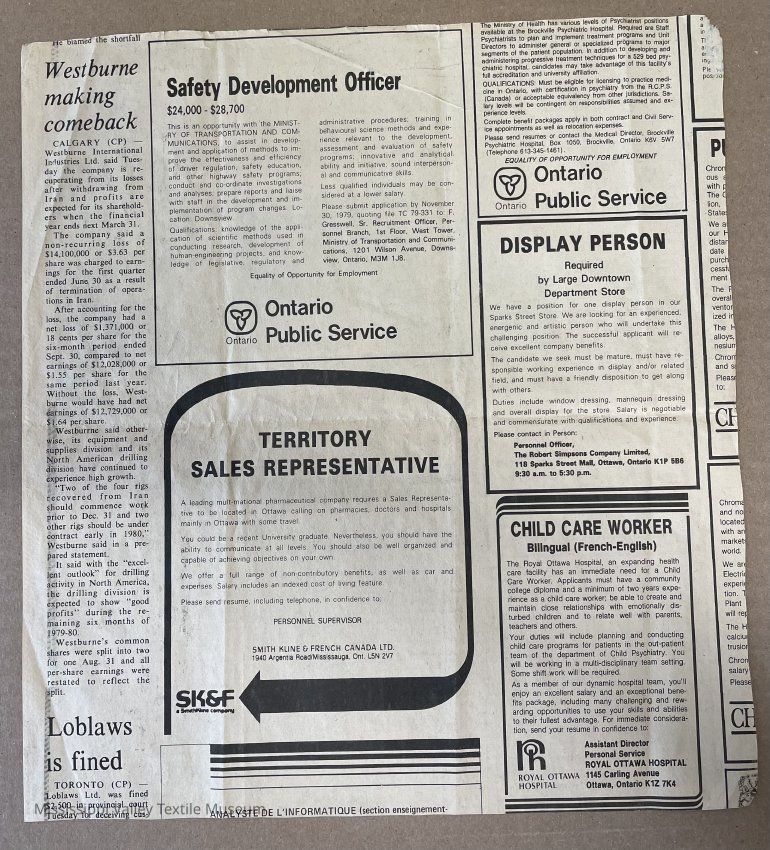 He blamed the shortfall
Westburne
making
comeback
CALGARY (CP) —
Westburne International
Industries Ltd. said Tues-
day the company is re-
cuperating from its losses
after withdrawing from
Iran and profits are
expected for its sharehold-
ers when the financial
year ends next March 31.
The company said a
non-recurring loss of
$14,100,000 or $3.63 per
share was charged to earn-
ings for the first quarter
ended June 30 as a result
of termination of opera-
tions in Iran.
After accounting for the
loss, the company had a
net loss of $1,371,000 or
18 cents per share for the
six-month period ended
Sept. 30, compared to net
earnings of $12,028,000 or
$1.55 per share for the
same period last year.
Without the loss, West-
burne would have had net
earnings of $12,729,000 or
$1.64 per share.
Westburne said other-
wise, its equipment and
supplies division and its
North American drilling
division have continued to
experience high growth.
"Two of the four rigs
recovered from Iran
should commence work
prior to Dec. 31 and two
other rigs should be under
contract early in 1980,"
Westburne said in a pre-
pared statement.
It said with the "excel-
lent outlook" for drilling
activity in North America,
the drilling division is
expected to show "good
profits" during the re-
maining six months of
1979-80.
Westburne's common
shares were split into two
for one Aug. 31 and all
per-share earnings were
restated to reflect the
split.
Loblaws
is fined
TORONTO (CP) —
Loblaws Ltd. was fined
$2,500 in provincial court
Tuesday for deceiving cus-
Safety Development Officer
$24,000 - $28,700
This is an opportunity with the MINIST-
RY OF TRANSPORTATION AND COM-
MUNICATIONS, to assist in develop-
ment and application of methods to im-
prove the effectiveness and efficiency
of driver regulation, safety education,
and other highway safety programs;
conduct and co-ordinate investigations
and analyses; prepare reports and liaise
with staff in the development and im-
plementation of program changes. Lo-
cation: Downsview.
Qualifications: knowledge of the appli-
cation of scientific methods used in
conducting research, development of
human-engineering projects, and know-
ledge of legislative, regulatory and
administrative procedures; training in
behavioural science methods and expe-
rience relevant to the development,
assessment and evaluation of safety
programs; innovative and analytical
ability and initiative; sound interperson-
al and communicative skills.
Less qualified individuals may be con-
sidered at a lower salary.
Please submit application by November
30, 1979, quoting file TC 79-331 to: F.
Gresswell, Sr. Recruitment Officer, Per-
sonnel Branch, 1st Floor, West Tower,
Ministry of Transportation and Communi-
cations, 1201 Wilson Avenue, Downs-
view, Ontario, M3M 1J8.
Equality of Opportunity for Employment
Ontario
Ontario
Public Service
TERRITORY
SALES REPRESENTATIVE
A leading multi-national pharmaceutical company requires a Sales Representa-
tive to be located in Ottawa calling on pharmacies, doctors and hospitals
mainly in Ottawa with some travel.
You could be a recent University graduate. Nevertheless, you should have the
ability to communicate at all levels. You should also be well organized and
capable of achieving objectives on your own.
We offer a full range of non-contributory benefits, as well as car and
expenses. Salary includes an indexed cost of living feature.
Please send resume, including telephone, in confidence to:
PERSONNEL SUPERVISOR
SMITH KLINE & FRENCH CANADA LTD.
1940 Argentia Road/Mississauga, Ont. L5N 2V7
SK&F
a SmithKline company
ANALYSTE DE L'INFORMATIQUE (section enseignement-
The Ministry of Health has various levels of Psychiatrist positions
available at the Brockville Psychiatric Hospital. Required are Staff
Psychiatrists to plan and implement treatment programs and Unit
Directors to administer general or specialized programs to major
segments of the patient population. In addition to developing and
administering progressive treatments for a 529 bed psy-
chiatric hospital, candidates may take advantage of this facility's
full accreditation and university affiliation.
QUALIFICATIONS: Must be eligible for licensing to practice medi-
cine in Ontario, with certification in psychiatry from the R.C.P.S.
(Canada) or acceptable equivalency from other jurisdictions. Sa-
lary levels will be contingent on responsibilities assumed and ex-
perience levels.
Complete benefit packages apply in both contract and Civil Serv-
ice appointments as well as relocation expenses.
Please send resumes or contact the Medical Director, Brockville
Psychiatric Hospital, Box 1050, Brockville, Ontario K6V 5W7
(Telephone 613-345-1461).
EQUALITY OF OPPORTUNITY FOR EMPLOYMENT
Ontario
Ontario
Public Service
DISPLAY PERSON
Required
by Large Downtown
Department Store
We have a position for one display person in our
Sparks Street Store. We are looking for an experienced,
energetic and artistic person who will undertake this
challenging position. The successful applicant will re-
ceive excellent company benefits.
The candidate we seek must be mature, must have re-
sponsible working experience in display and/or related
field, and must have a friendly disposition to get along
with others.
Duties include window dressing, mannequin dressing
and overall display for the store. Salary is negotiable
and commensurate with qualifications and experience.
Please contact in Person:
Personnel Officer,
The Robert Simpsons Company Limited,
118 Sparks Street Mall, Ottawa, Ontario K1P 5B6
9:30 a.m. to 5:30 p.m.
CHILD CARE WORKER
Bilingual (French-English)
The Royal Ottawa Hospital, an expanding health
care facility has an immediate need for a Child
Care Worker. Applicants must have a community
college diploma and a minimum of two years expe-
rience as a child care worker; be able to create and
maintain close relationships with emotionally dis-
turbed children and to relate well with parents,
teachers and others.
Your duties will include planning and conducting
child care programs for patients in the out-patient
team of the department of Child Psychiatry. You
will be working in a multi-disciplinary team setting.
Some shift work will be required.
As a member of our dynamic hospital team, you'll
enjoy an excellent salary and an exceptional bene-
fits package, including many challenging and rew-
arding opportunities to use your skills and abilities
to their fullest advantage. For immediate considera-
tion, send your resume in confidence to:
ROYAL OTTAWA
HOSPITAL
Assistant Director
Personal Service
ROYAL OTTAWA HOSPITAL
1145 Carling Avenue
Ottawa, Ontario K1Z 7K4
Mississippi Valley Textile Museum